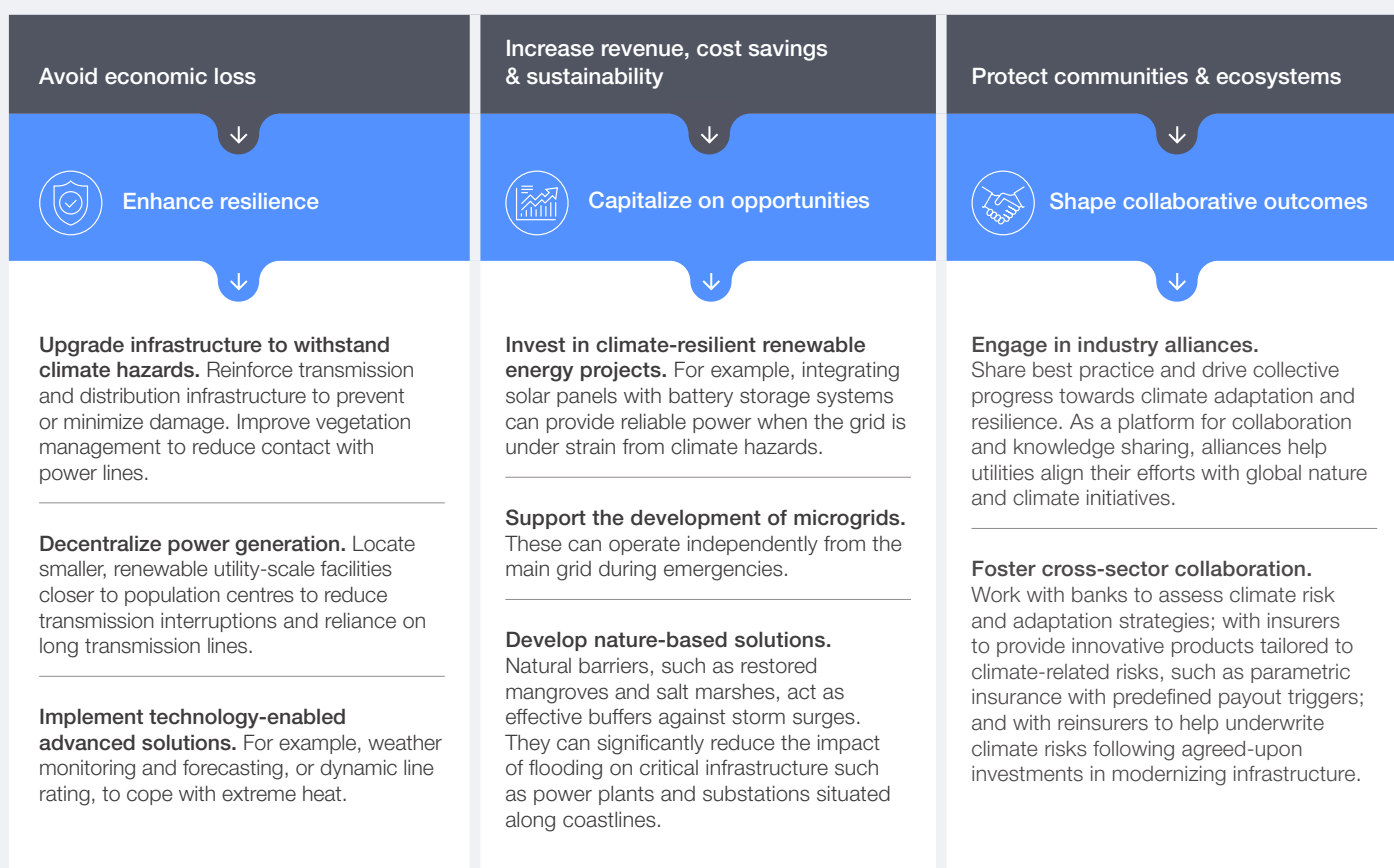 Avoid economic loss
Enhance resilience
Upgrade infrastructure to withstand
climate hazards. Reinforce transmission
and distribution infrastructure to prevent
or minimize damage. Improve vegetation
management to reduce contact with
power lines.
Decentralize power generation. Locate
smaller, renewable utility-scale facilities
closer to population centres to reduce
transmission interruptions and reliance on
long transmission lines.
Implement technology-enabled
advanced solutions. For example, weather
monitoring and forecasting, or dynamic line
rating, to cope with extreme heat.
Increase revenue, cost savings
& sustainability
Capitalize on opportunities
Invest in climate-resilient renewable
energy projects. For example, integrating
solar panels with battery storage systems
can provide reliable power when the grid is
under strain from climate hazards.
Support the development of microgrids.
These can operate independently from the
main grid during emergencies.
Develop nature-based solutions.
Natural barriers, such as restored
mangroves and salt marshes, act as
effective buffers against storm surges.
They can significantly reduce the impact
of flooding on critical infrastructure such
as power plants and substations situated
along coastlines.
Protect communities & ecosystems
Shape collaborative outcomes
Engage in industry alliances.
Share best practice and drive collective
progress towards climate adaptation and
resilience. As a platform for collaboration
and knowledge sharing, alliances help
utilities align their efforts with global nature
and climate initiatives.
Foster cross-sector collaboration.
Work with banks to assess climate risk
and adaptation strategies; with insurers
to provide innovative products tailored to
climate-related risks, such as parametric
insurance with predefined payout triggers;
and with reinsurers to help underwrite
climate risks following agreed-upon
investments in modernizing infrastructure.